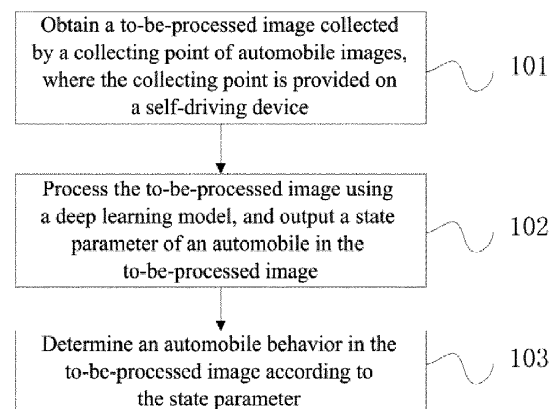 Obtain a to-be-processed image collected
by a collecting point of automobile images,
where the collecting point is provided on
a self-driving device
101
Process the to-be-processed image using
a deep learning model, and output a state
parameter of an automobile in the
to-be-processed image
102
Determine an automobile behavior in the
to-be-processed image according to
the state parameter
103